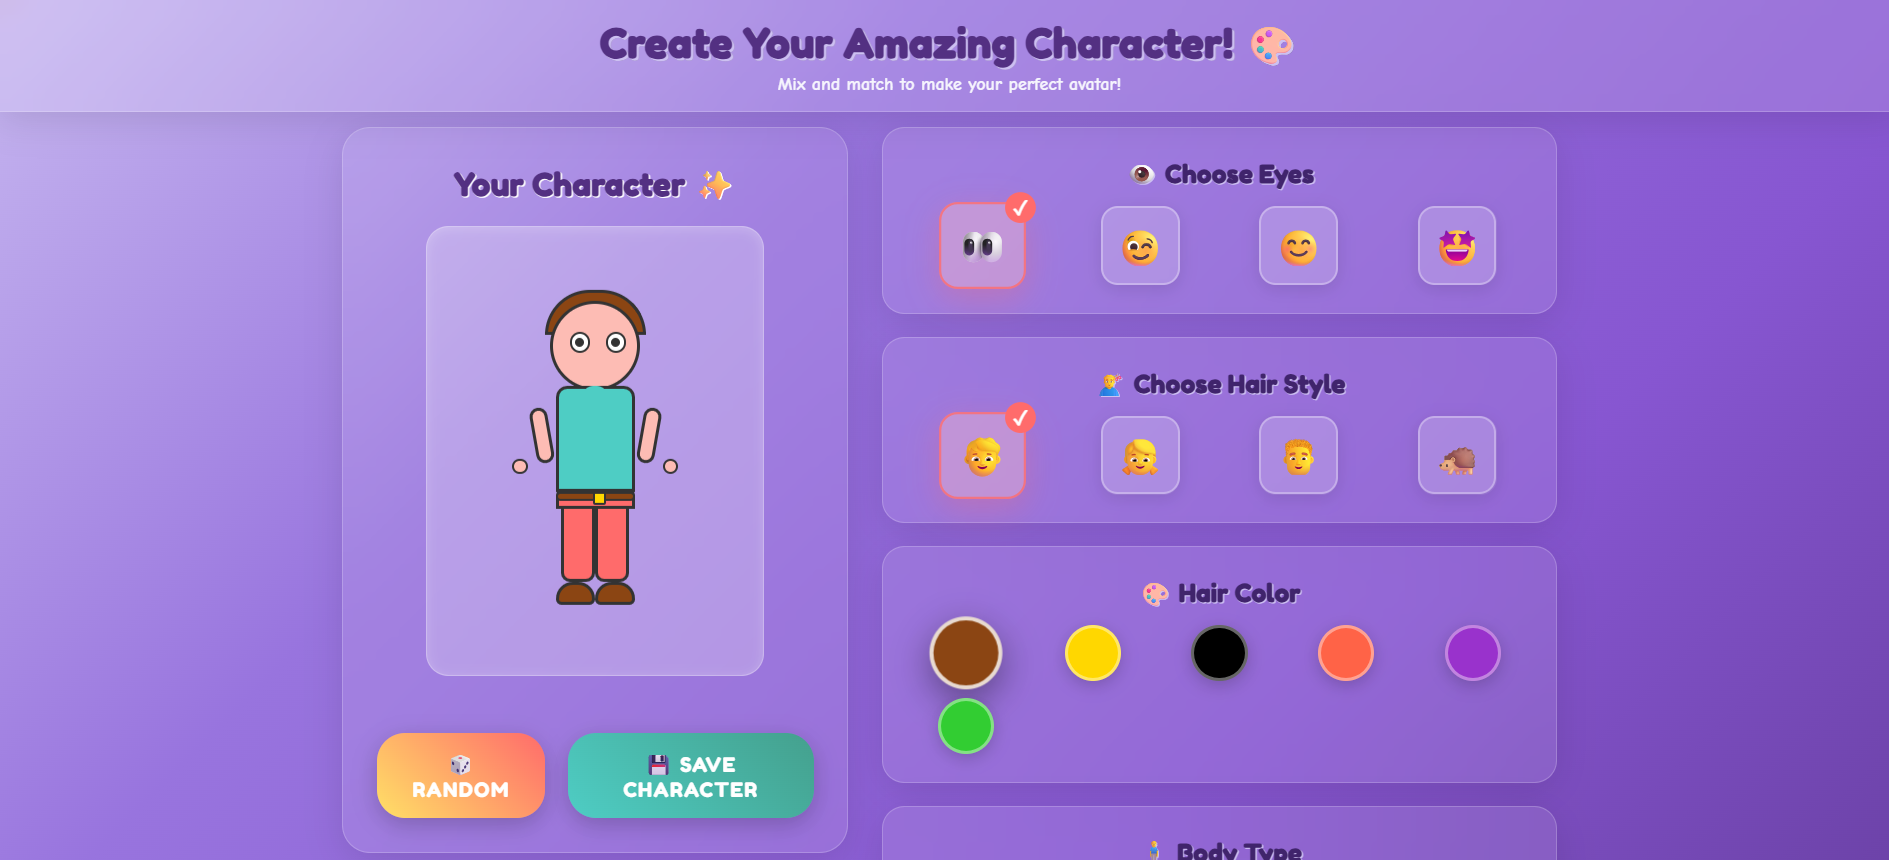 Create Your Amazing Character! 🎨
Mix and match to make your perfect avatar!
Your Character ✨
🎲
RANDOM
💾 SAVE
CHARACTER
👁️ Choose Eyes
💇 Choose Hair Style
🎨 Hair Color
🧍 Body Type